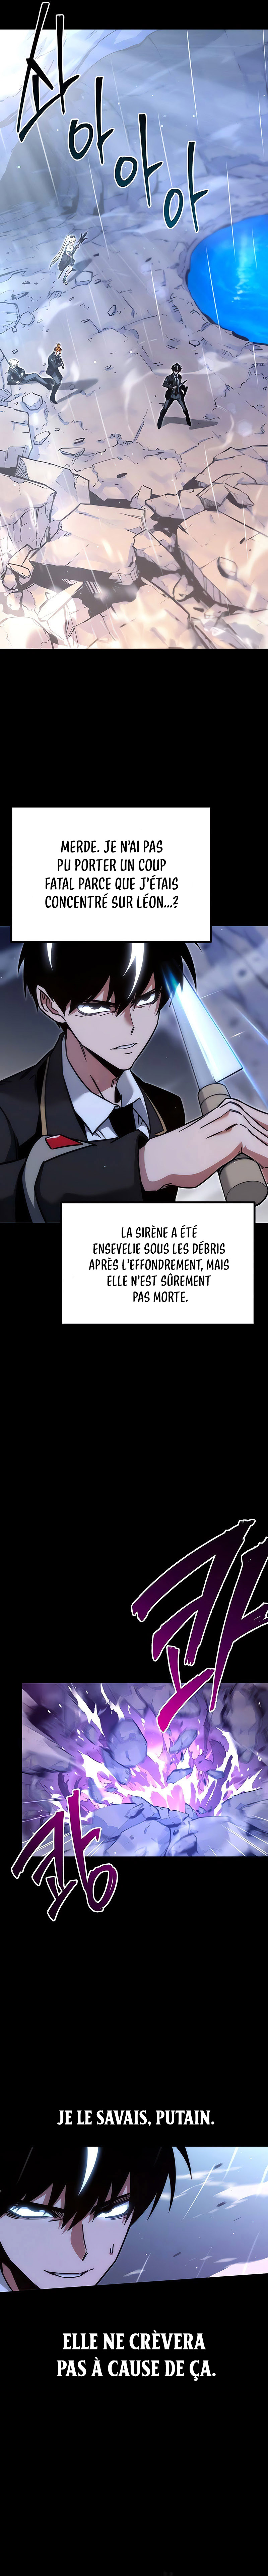 쏴
아
아
아
MERDE. JE N'AI PAS
PU PORTER UN COUP
FATAL PARCE QUE J'ÉTAIS
CONCENTRÉ SUR LÉON...?
LA SIRÈNE A ÉTÉ
ENSEVELIE SOUS LES DÉBRIS
APRÈS L'EFFONDREMENT, MAIS
ELLE N'EST SÛREMENT
PAS MORTE.
콰
쾅
JE LE SAVAIS, PUTAIN.
ELLE NE CRÈVERA
PAS À CAUSE DE ÇA.